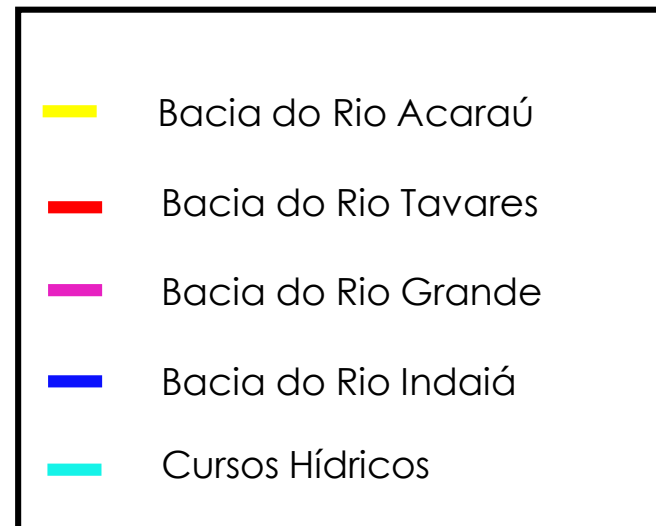 Bacia do Rio Acaraú
Bacia do Rio Tavares
Bacia do Rio Grande
Bacia do Rio Indaiá
Cursos Hídricos